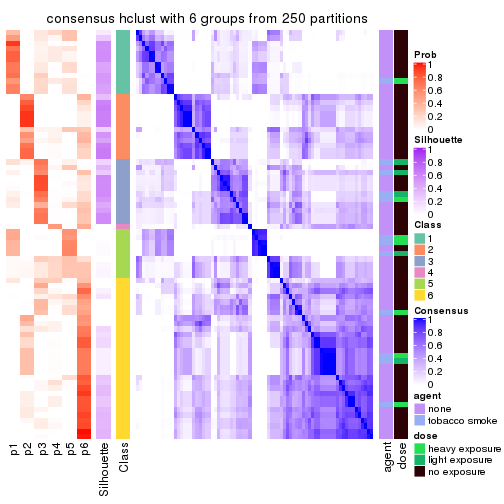 consensus hclust with 6 groups from 250 partitions
Prob
1
0.8
0.6
0.4
0.2
0
Silhouette
1
0.8
0.6
0.4
0.2
0
Class
1
2
3
4
5
6
Consensus
1
0.8
0.6
0.4
0.2
0
agent
none
tobacco smoke
dose
heavy exposure
light exposure
no exposure
p1
p2
p3
p4
p5
p6
Silhouette
Class
agent
dose